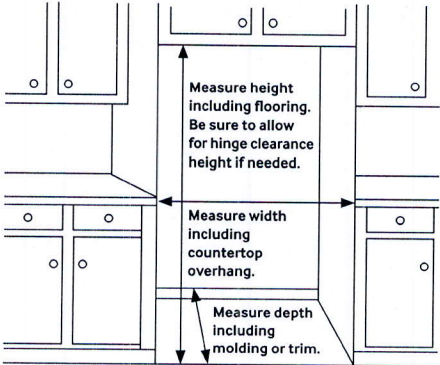 Measure height
including flooring.
Be sure to allow
for hinge clearance
height if needed.
Measure width
including
countertop
overhang.
Measure depth
including
molding or trim.